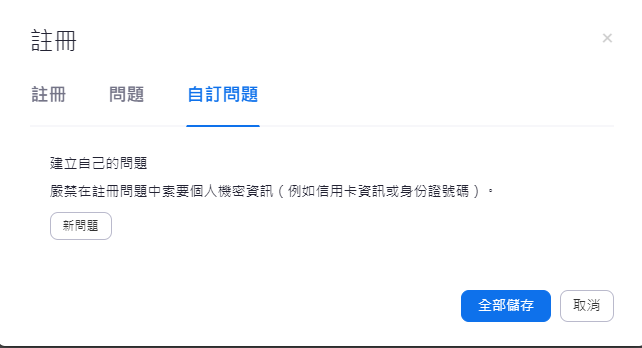 註冊
註冊 問題 自訂問題
建立自己的問題
嚴禁在註冊問題中索要個人機密資訊（例如信用卡資訊或身份證號碼）。
新問題
全部儲存 取消